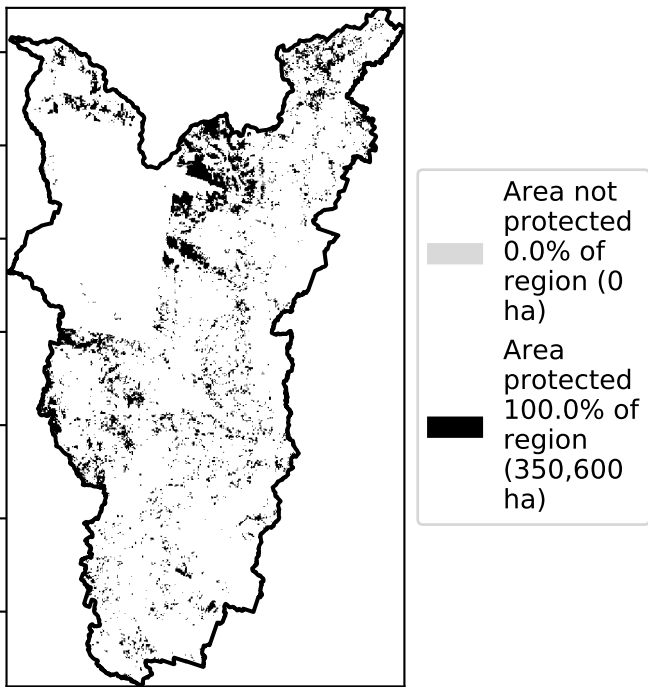 Area not
protected
0.0% of
region (0
ha)
Area
protected
100.0% of
region
(350,600
ha)